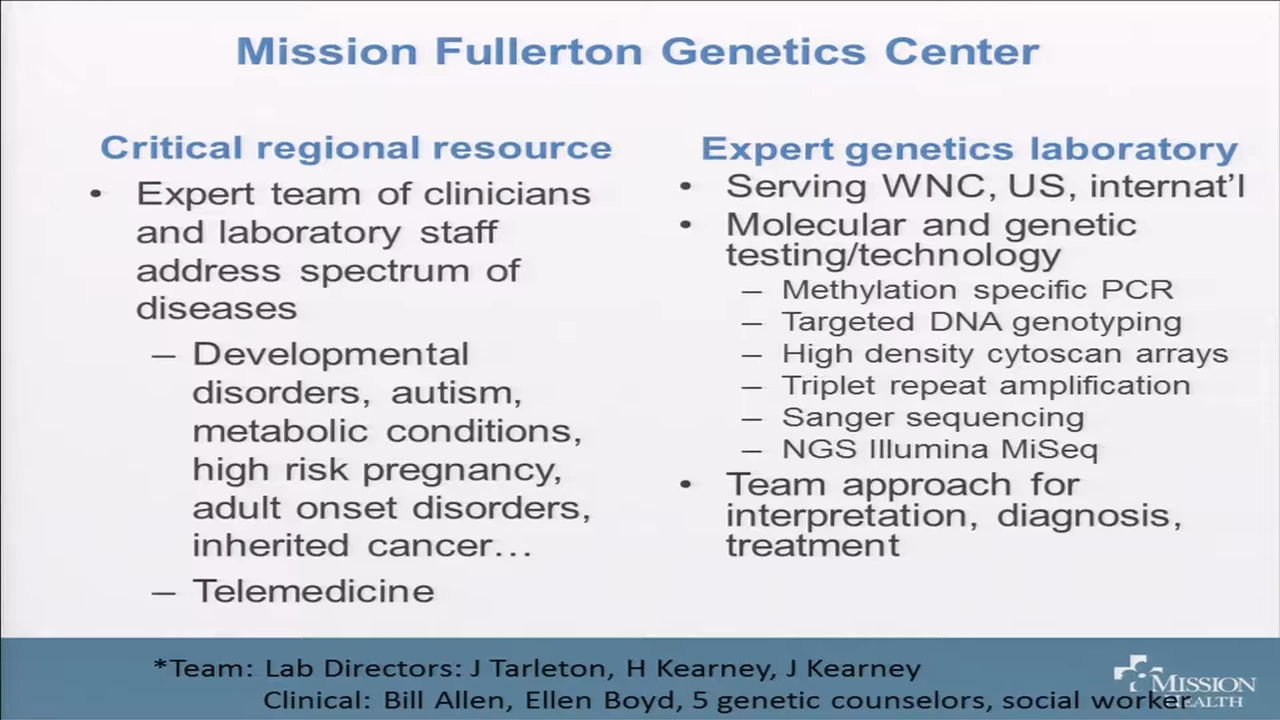 Mission Fullerton Genetics Center
Critical regional resource
• Expert team of clinicians
and laboratory staff
address spectrum of
diseases
– Developmental
disorders, autism,
metabolic conditions,
high risk pregnancy,
adult onset disorders,
inherited cancer…
– Telemedicine
Expert genetics laboratory
• Serving WNC, US, internat'l
• Molecular and genetic
testing/technology
– Methylation specific PCR
– Targeted DNA genotyping
– High density cytoscan arrays
– Triplet repeat amplification
– Sanger sequencing
– NGS Illumina MiSeq
• Team approach for
interpretation, diagnosis,
treatment
*Team: Lab Directors: J Tarleton, H Kearney, J Kearney
Clinical: Bill Allen, Ellen Boyd, 5 genetic counselors, social worker
MISSION
HEALTH